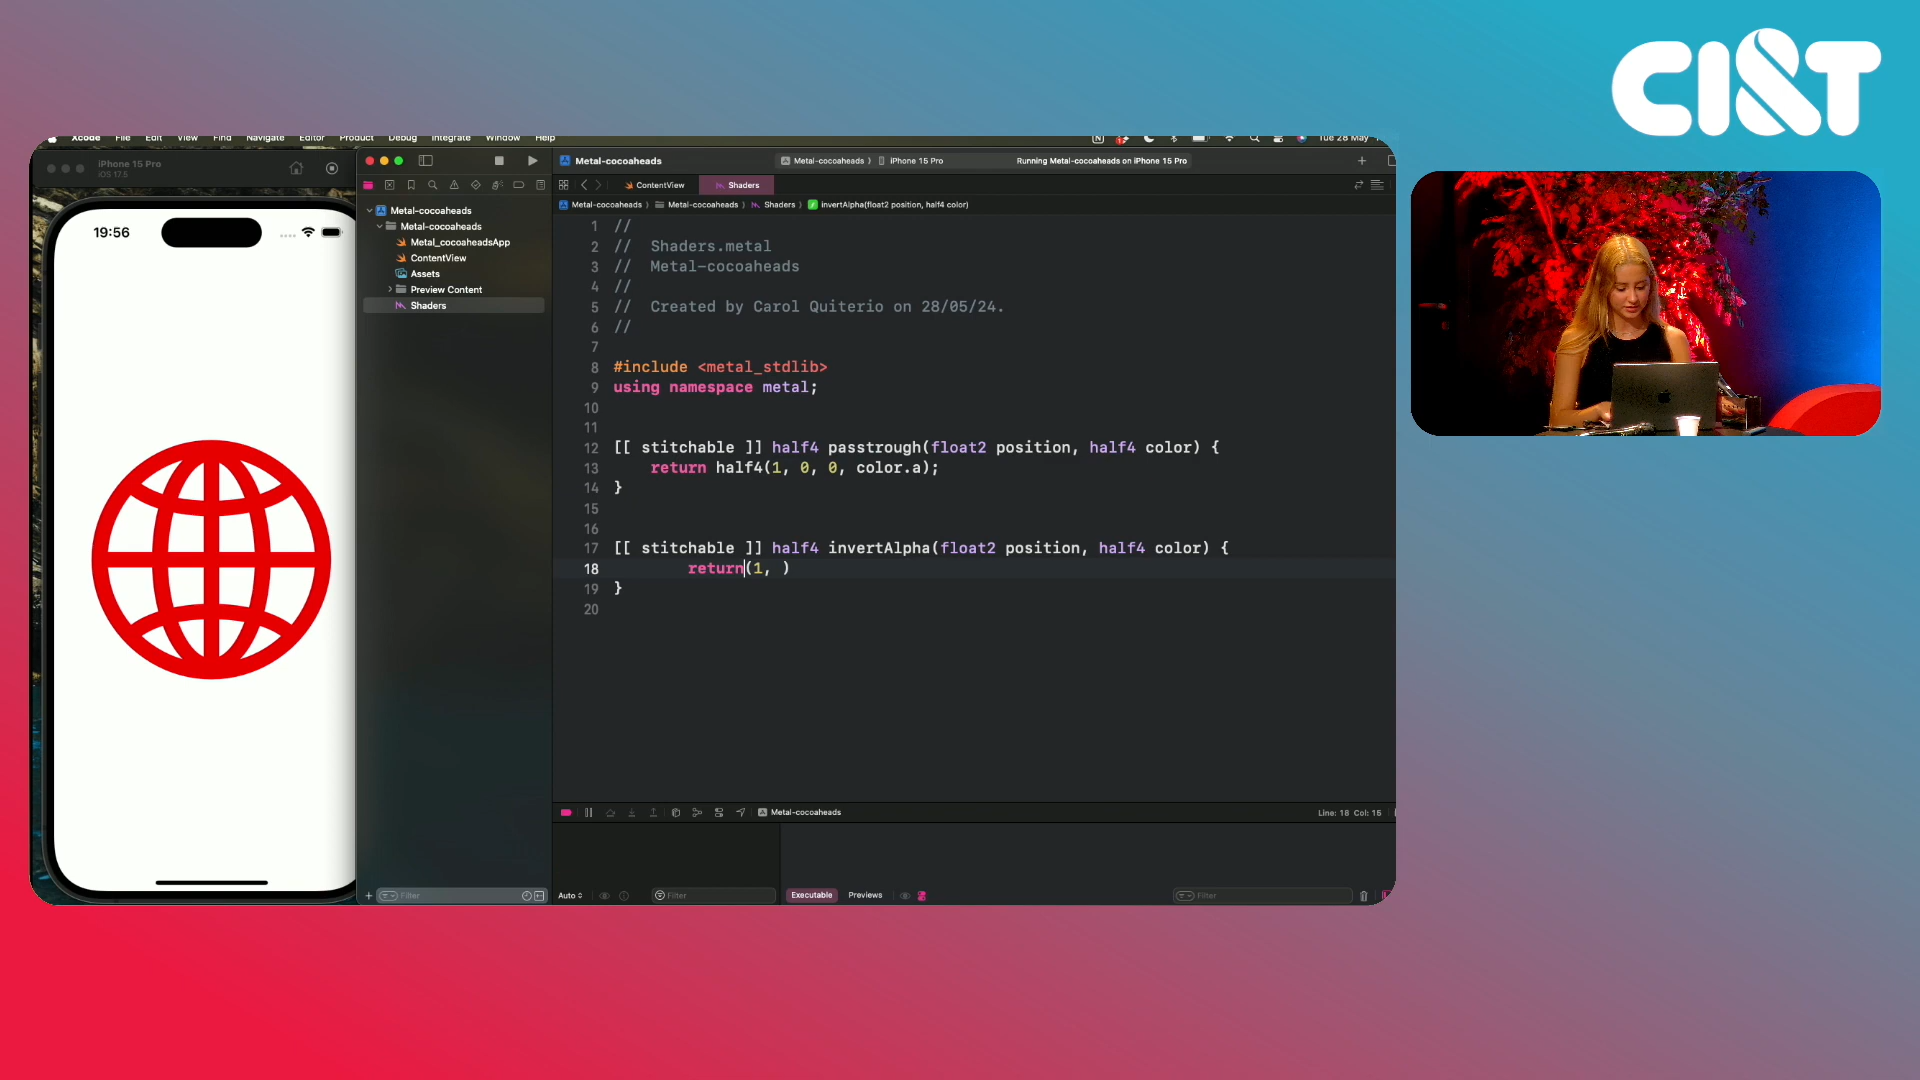 CI&T
Xcode File Edit View Find Navigate Editor Product Debug Integrate Window Help
Tue 28 May
iPhone 15 Pro
iOS 17.5
Metal-cocoaheads
Metal-cocoaheads
iPhone 15 Pro
Running Metal-cocoaheads on iPhone 15 Pro
ContentView
Shaders
Metal-cocoaheads
Metal-cocoaheads
Shaders
invertAlpha(float2 position, half4 color)
19:56
Metal-cocoaheads
Metal-cocoaheads
Metal_cocoaheadsApp
ContentView
Assets
Preview Content
Shaders
1 //
2 // Shaders.metal
3 // Metal-cocoaheads
4 //
5 // Created by Carol Quiterio on 28/05/24.
6 //
7
8 #include <metal_stdlib>
9 using namespace metal;
10
11
12 [[ stitchable ]] half4 passtrough(float2 position, half4 color) {
13 return half4(1, 0, 0, color.a);
14 }
15
16
17 [[ stitchable ]] half4 invertAlpha(float2 position, half4 color) {
18 return(1, )
19 }
20
Metal-cocoaheads
Line: 18 Col: 15
Filter
Auto
Filter
Executable
Previews
Filter